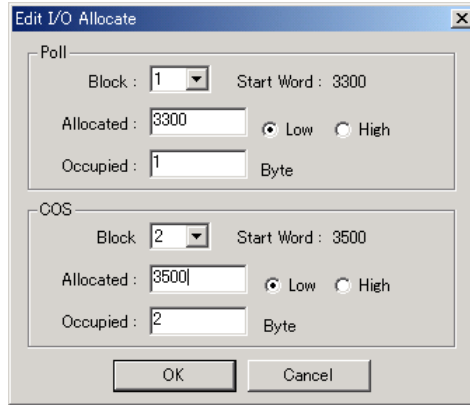 Edit I/O Allocate
Poll
Block : 1 Start Word : 3300
Allocated : 3300 Low High
Occupied : 1 Byte
COS
Block 2 Start Word : 3500
Allocated : 3500 Low High
Occupied : 2 Byte
OK Cancel